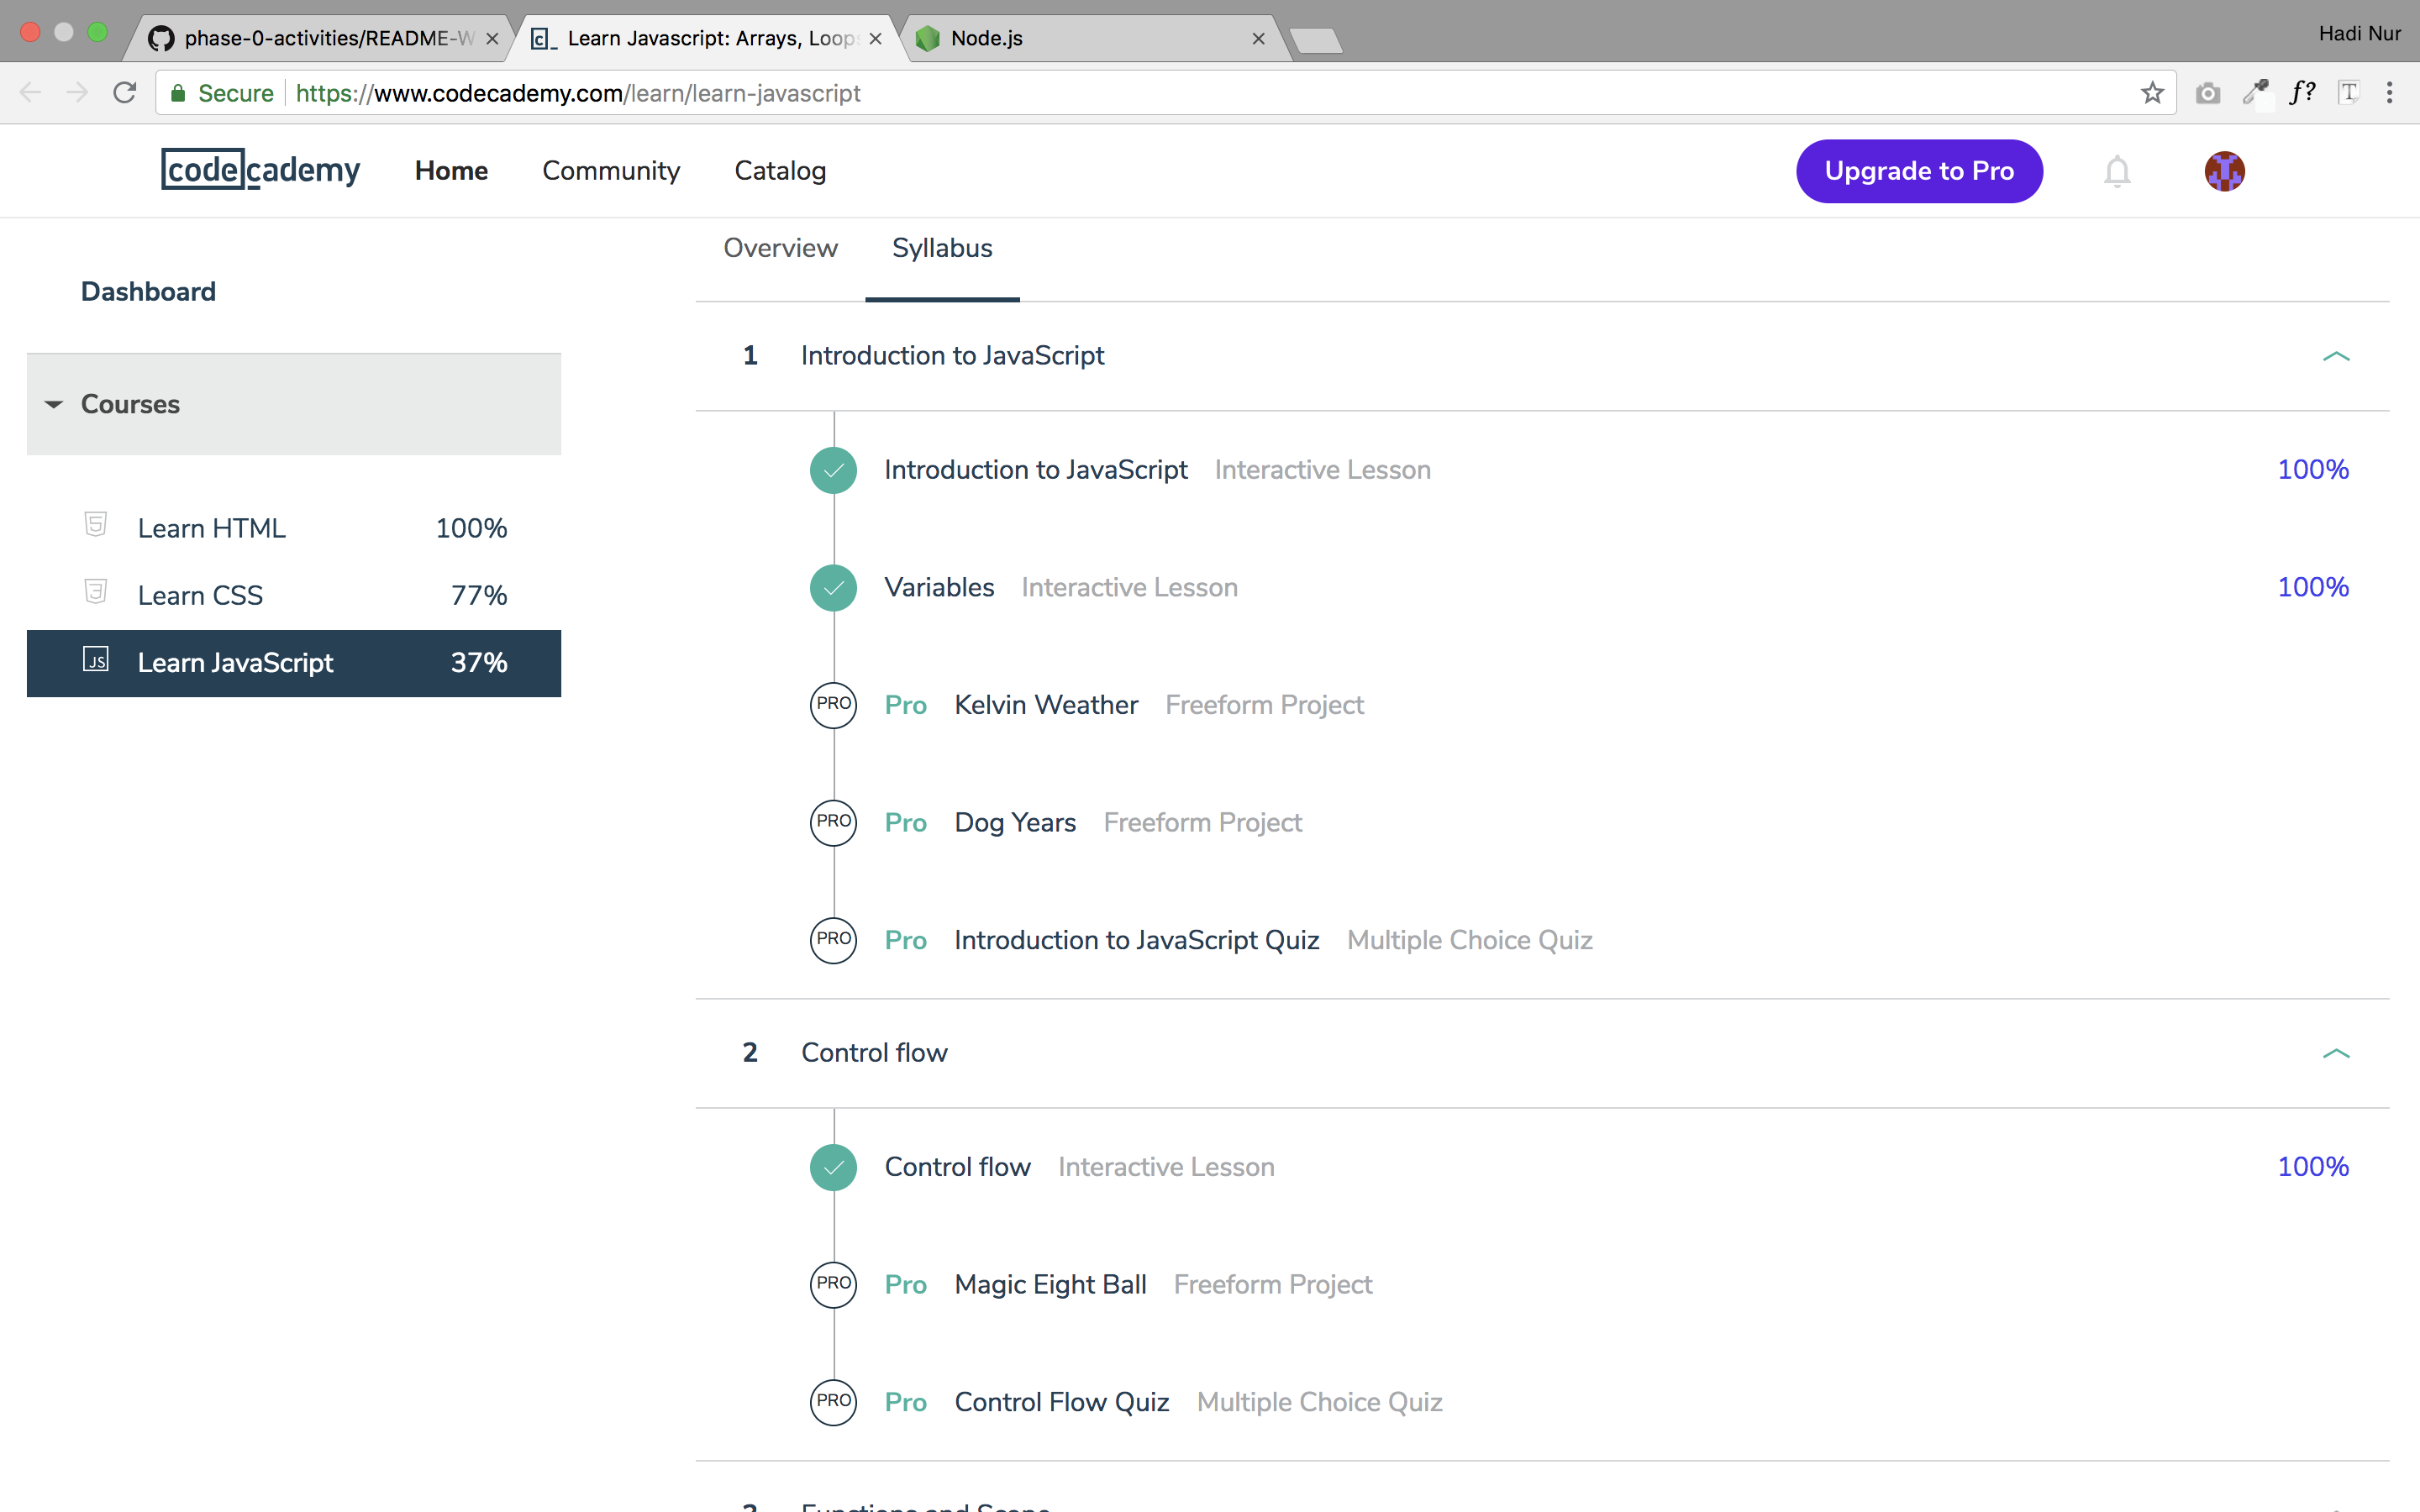 phase-0-activities/README-W
Learn Javascript: Arrays, Loops
Node.js
Hadi Nur
Secure https://www.codecademy.com/learn/learn-javascript
f?
T
codecademy Home Community Catalog Upgrade to Pro
Overview Syllabus
Dashboard
Courses
Learn HTML 100%
Learn CSS 77%
JS Learn JavaScript 37%
1 Introduction to JavaScript
Introduction to JavaScript Interactive Lesson 100%
Variables Interactive Lesson 100%
PRO Pro Kelvin Weather Freeform Project
PRO Pro Dog Years Freeform Project
PRO Pro Introduction to JavaScript Quiz Multiple Choice Quiz
2 Control flow
Control flow Interactive Lesson 100%
PRO Pro Magic Eight Ball Freeform Project
PRO Pro Control Flow Quiz Multiple Choice Quiz
3 Functions and Scope